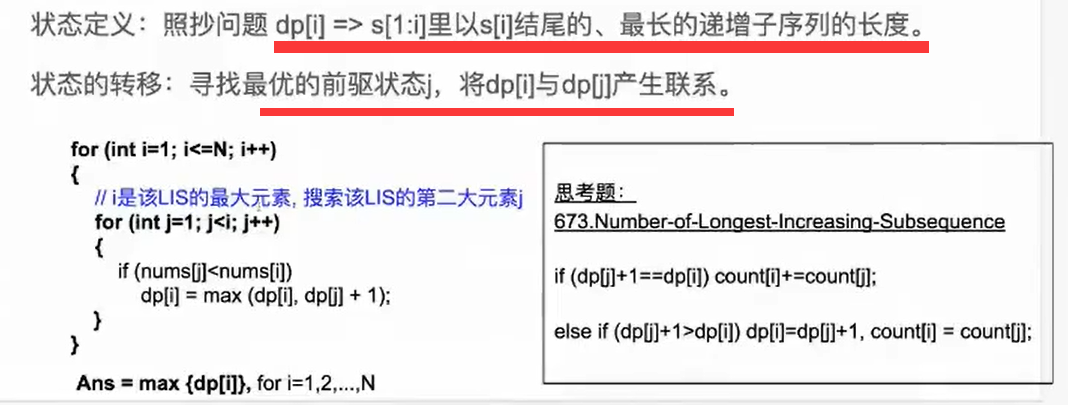 状态定义：照抄问题 dp[i] => s[1:i]里以s[i]结尾的、最长的递增子序列的长度。
状态的转移：寻找最优的前驱状态j，将dp[i]与dp[j]产生联系。
for (int i=1; i<=N; i++)
{
// i是该LIS的最大元素, 搜索该LIS的第二大元素j
for (int j=1; j<i; j++)
{
if (nums[j]<nums[i])
dp[i] = max (dp[i], dp[j] + 1);
}
}
Ans = max {dp[i]}, for i=1,2,...,N
思考题：
673.Number-of-Longest-Increasing-Subsequence
if (dp[j]+1==dp[i]) count[i]+=count[j];
else if (dp[j]+1>dp[i]) dp[i]=dp[j]+1, count[i] = count[j];